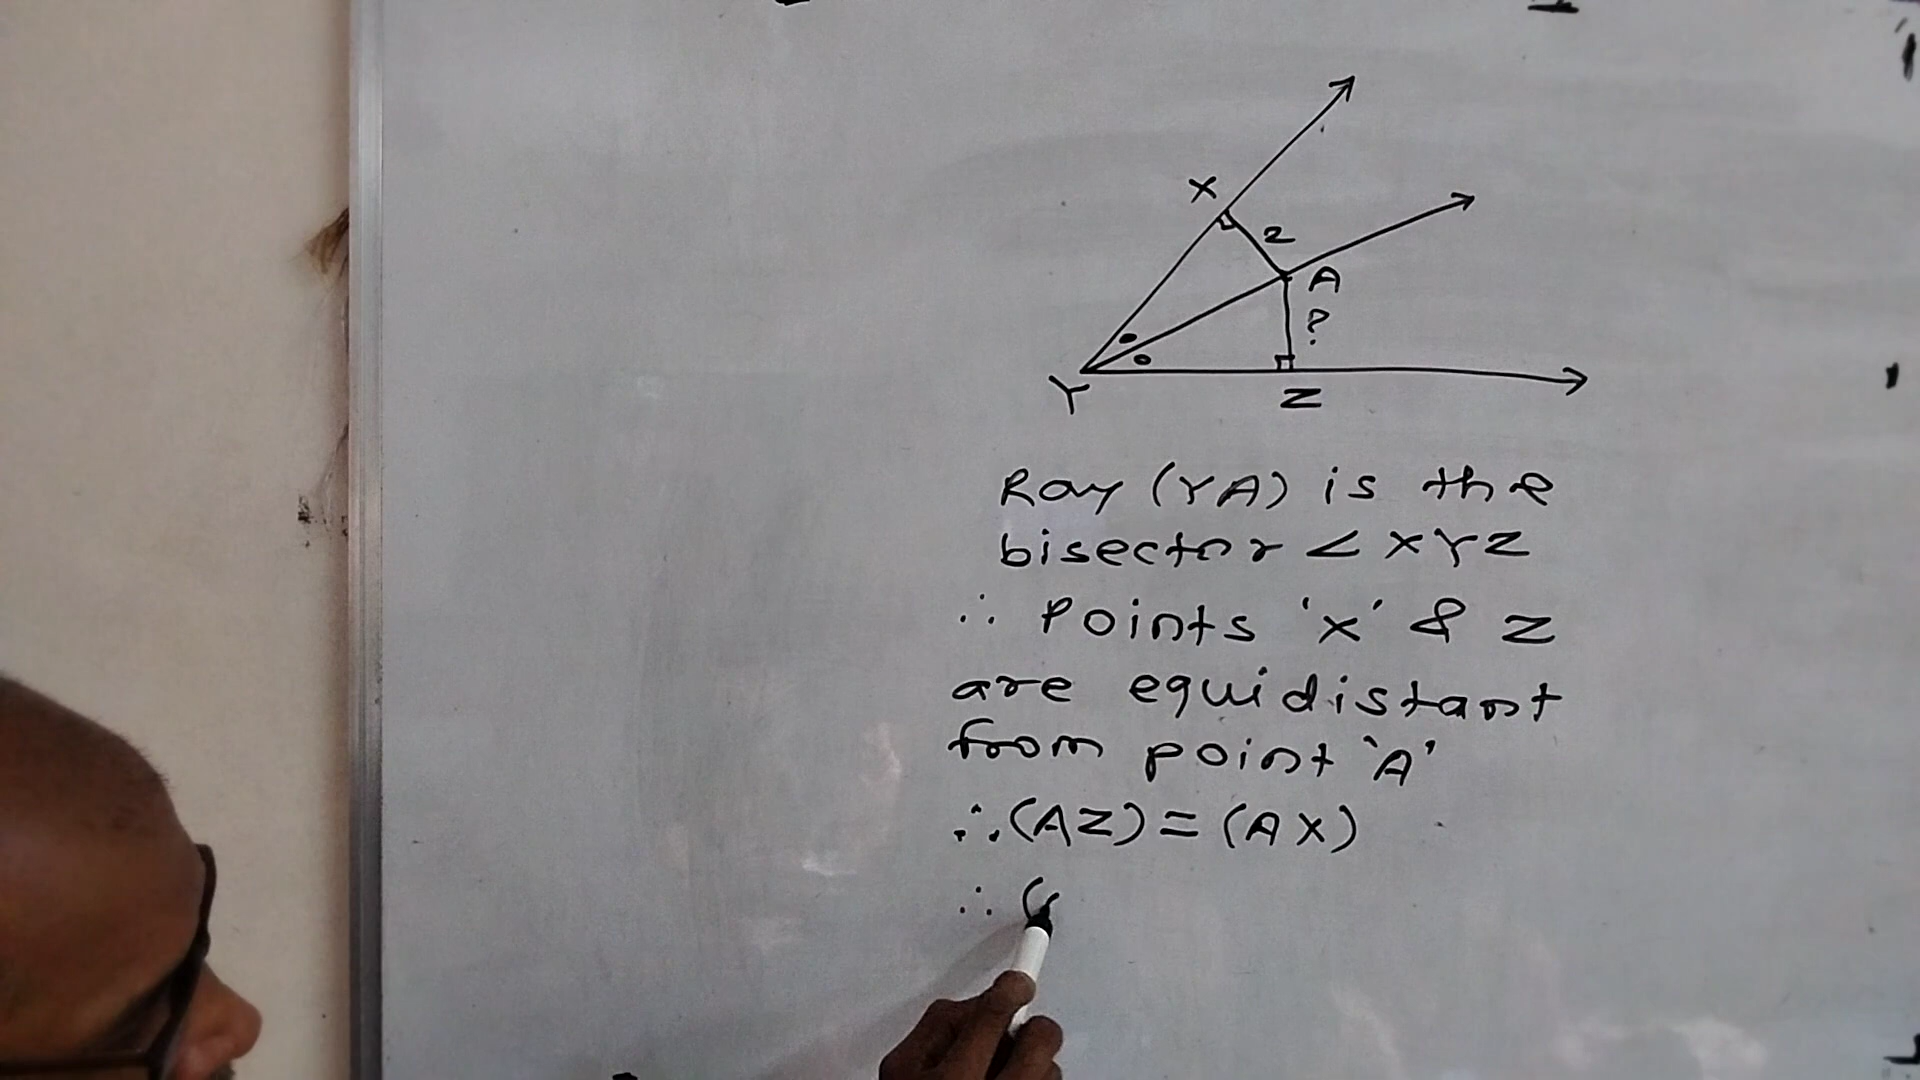 X
2
A
?
Y
Z
Ray (YA) is the
bisector ∠XYZ
∴ Points 'X' & Z
are equidistant
from point 'A'
∴ (AZ) = (AX)
∴ (